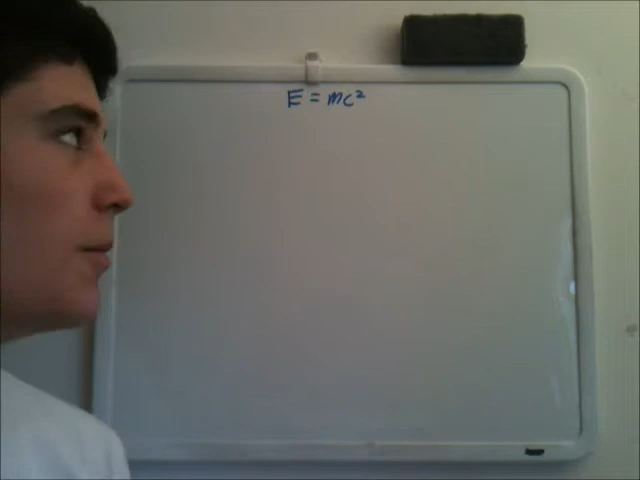 E = mc²